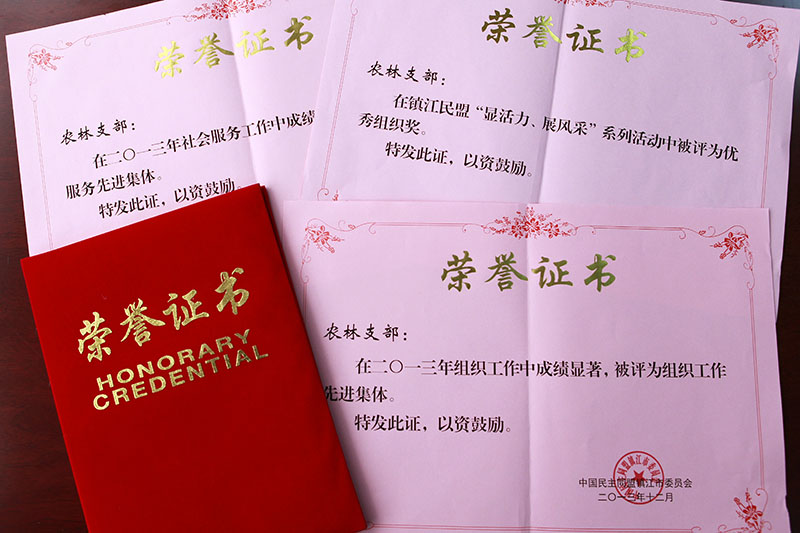 荣誉证书
农林支部：
在二〇一三年社会服务工作中成绩
服务先进集体。
特发此证，以资鼓励。
荣誉证书
农林支部：
在镇江民盟“显活力、展风采”系列活动中被评为优
秀组织奖。
特发此证，以资鼓励。
荣誉证书
HONORARY
CREDENTIAL
荣誉证书
农林支部：
在二〇一三年组织工作中成绩显著，被评为组织工作
先进集体。
特发此证，以资鼓励。
中国民主同盟镇江市委员会
二〇一三年十二月